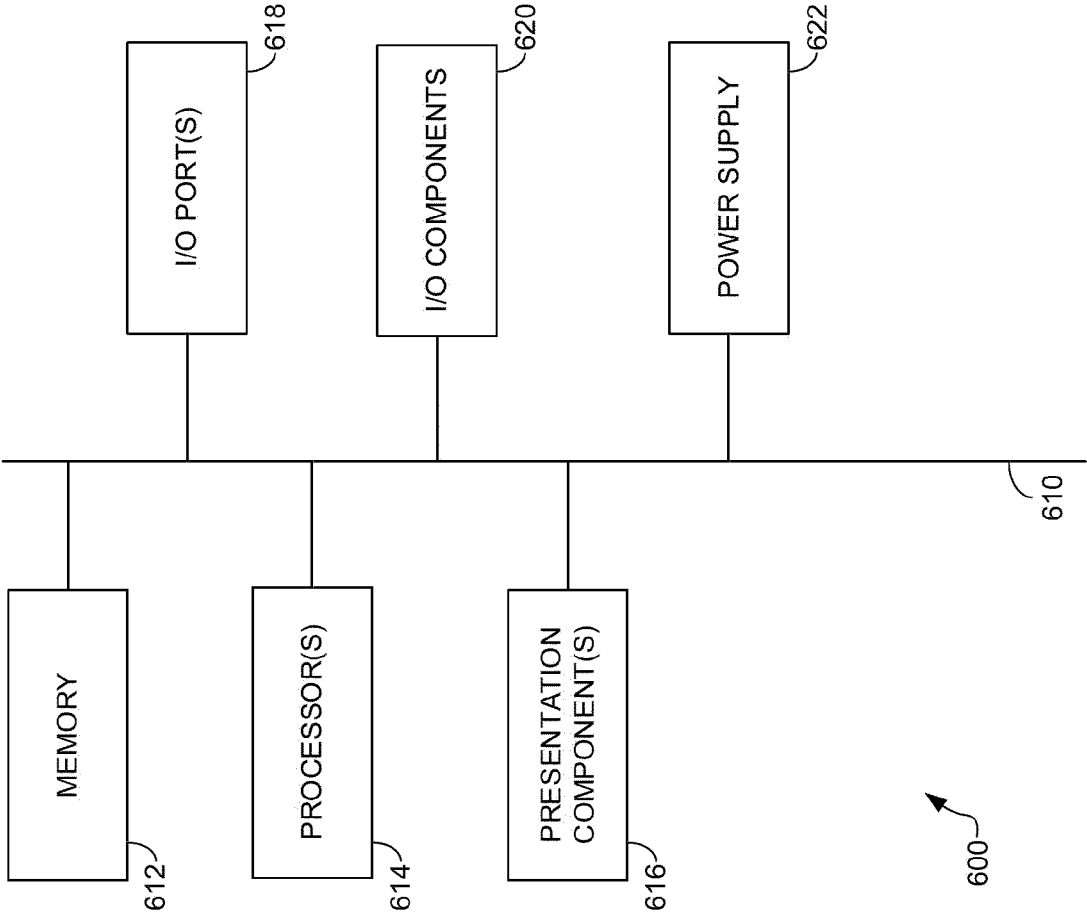 MEMORY
612
PROCESSOR(S)
614
PRESENTATION
COMPONENT(S)
616
I/O PORT(S)
618
I/O COMPONENTS
620
POWER SUPPLY
622
610
600